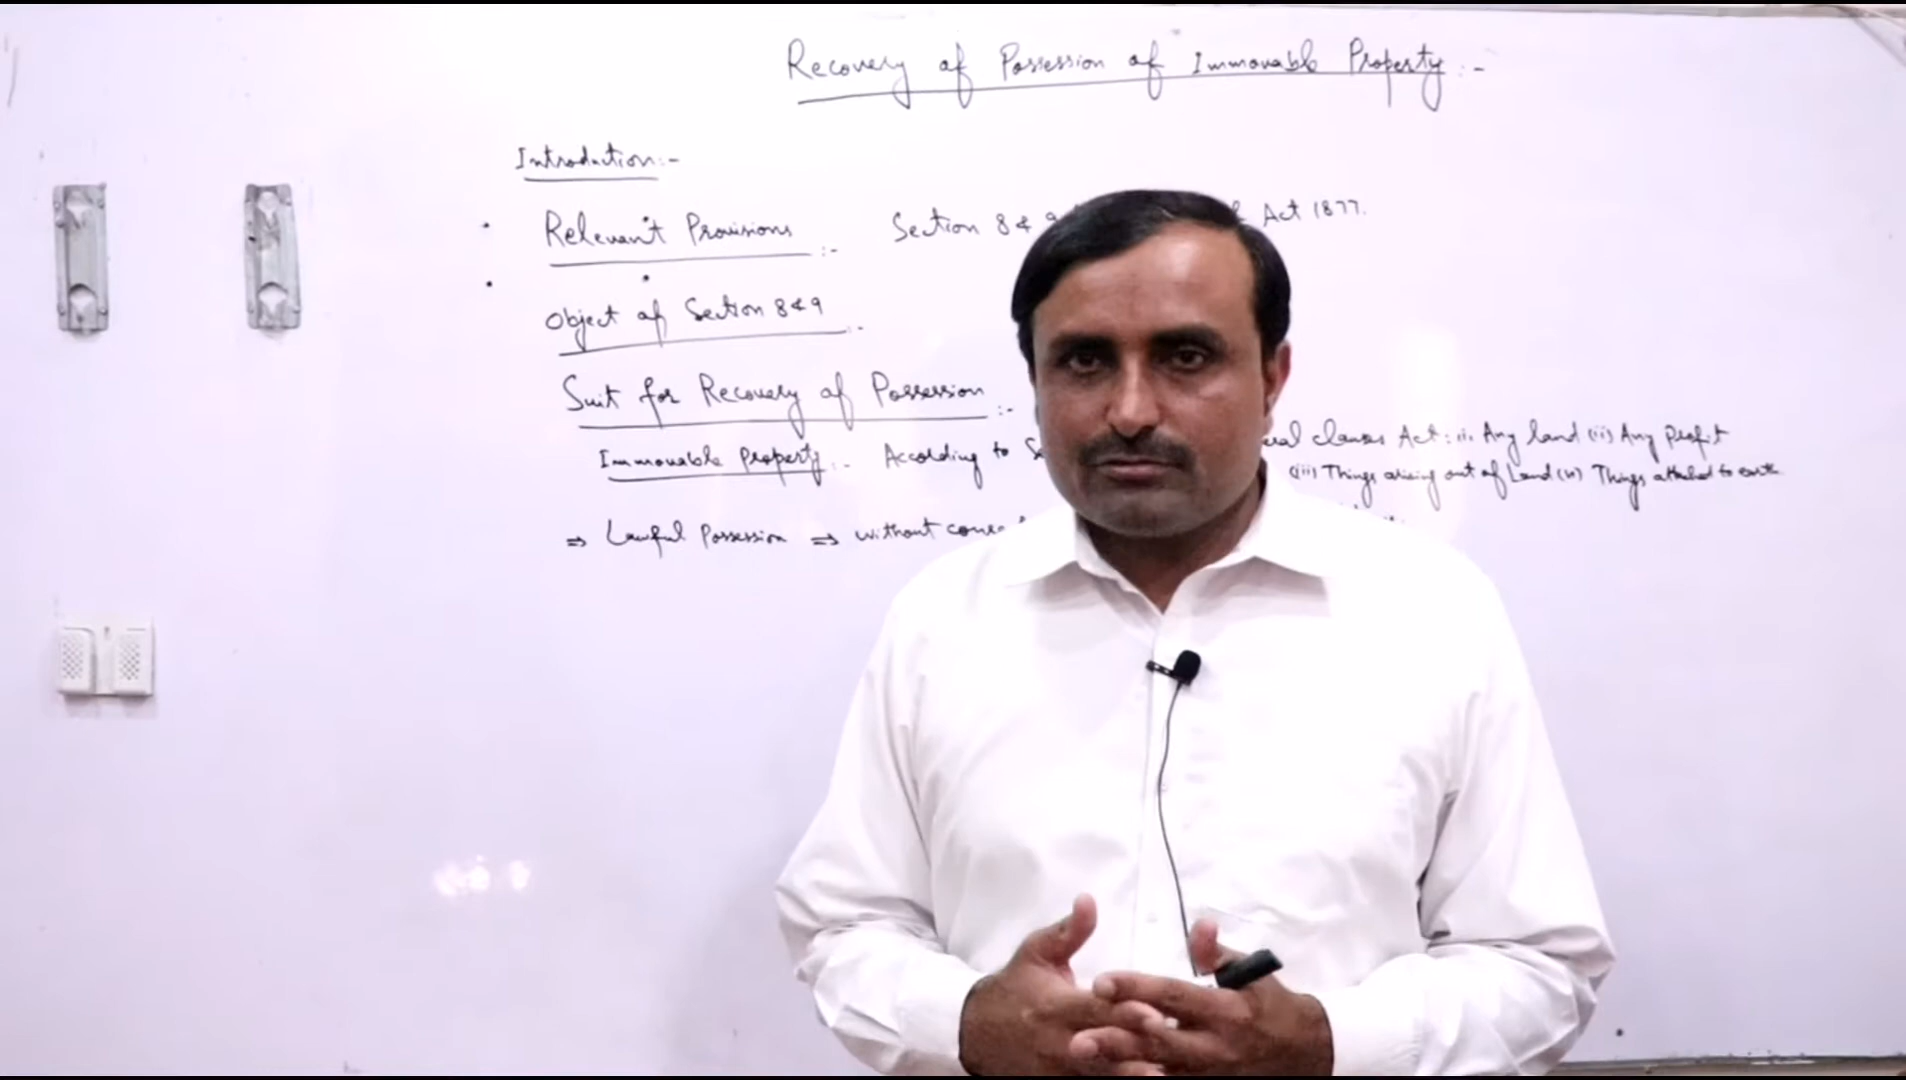 Recovery of Possession of Immovable Property :-
Introduction:-
Relevant Provisions :- Section 8 & 9 Act 1877.
Object of Section 8 & 9 :-
Suit for Recovery of Possession :-
Immovable Property :- According to clauses Act : ii. Any land (ii) Any Profit
(iii) Things arising out of Land (iv) Things attached to earth
⇒ Lawful Possession ⇒ without